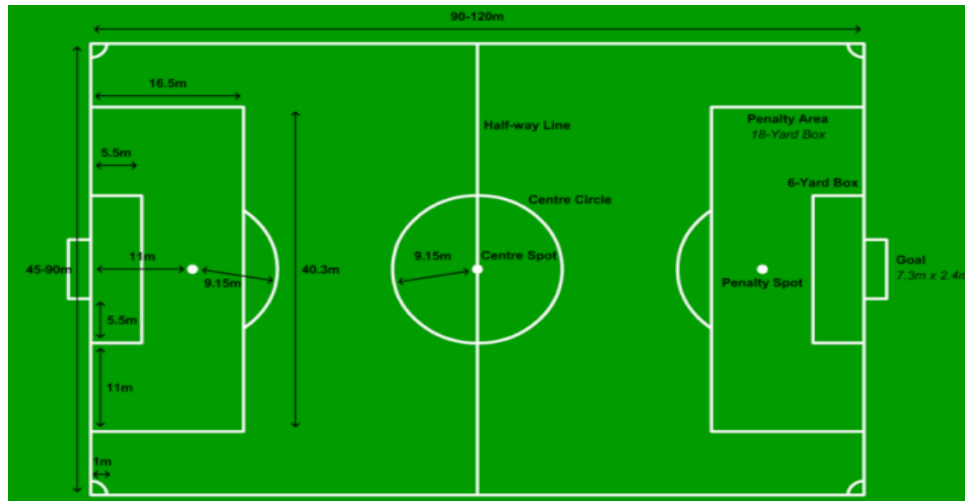 90-120m
16.5m
Half-way Line
Penalty Area
18-Yard Box
5.5m
6-Yard Box
Centre Circle
11m
9.15m
Centre Spot
45-90m
40.3m
Goal
7.3m x 2.4m
9.15m
Penalty Spot
5.5m
11m
1m